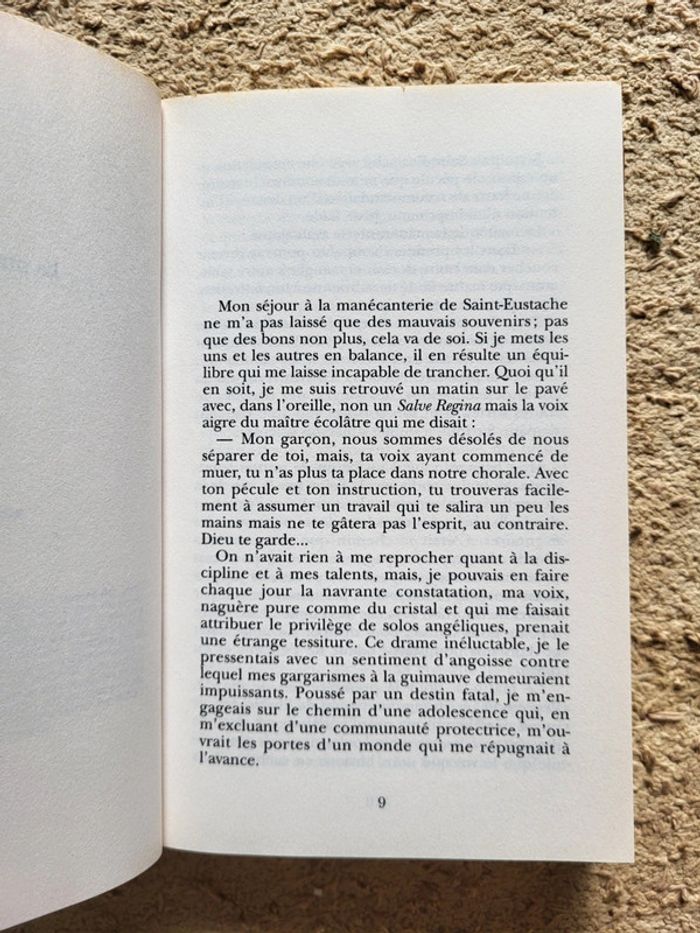 Mon séjour à la manécanterie de Saint-Eustache
ne m'a pas laissé que des mauvais souvenirs ; pas
que des bons non plus, cela va de soi. Si je mets les
uns et les autres en balance, il en résulte un équi-
libre qui me laisse incapable de trancher. Quoi qu'il
en soit, je me suis retrouvé un matin sur le pavé
avec, dans l'oreille, non un Salve Regina mais la voix
aigre du maître écolâtre qui me disait :
— Mon garçon, nous sommes désolés de nous
séparer de toi, mais, ta voix ayant commencé de
muer, tu n'as plus ta place dans notre chorale. Avec
ton pécule et ton instruction, tu trouveras facile-
ment à assumer un travail qui te salira un peu les
mains mais ne te gâtera pas l'esprit, au contraire.
Dieu te garde...
On n'avait rien à me reprocher quant à la dis-
cipline et à mes talents, mais, je pouvais en faire
chaque jour la navrante constatation, ma voix,
naguère pure comme du cristal et qui me faisait
attribuer le privilège de solos angéliques, prenait
une étrange tessiture. Ce drame inéluctable, je le
pressentais avec un sentiment d'angoisse contre
lequel mes gargarismes à la guimauve demeuraient
impuissants. Poussé par un destin fatal, je m'en-
gageais sur le chemin d'une adolescence qui, en
m'excluant d'une communauté protectrice, m'ou-
vrait les portes d'un monde qui me répugnait à
l'avance.
9